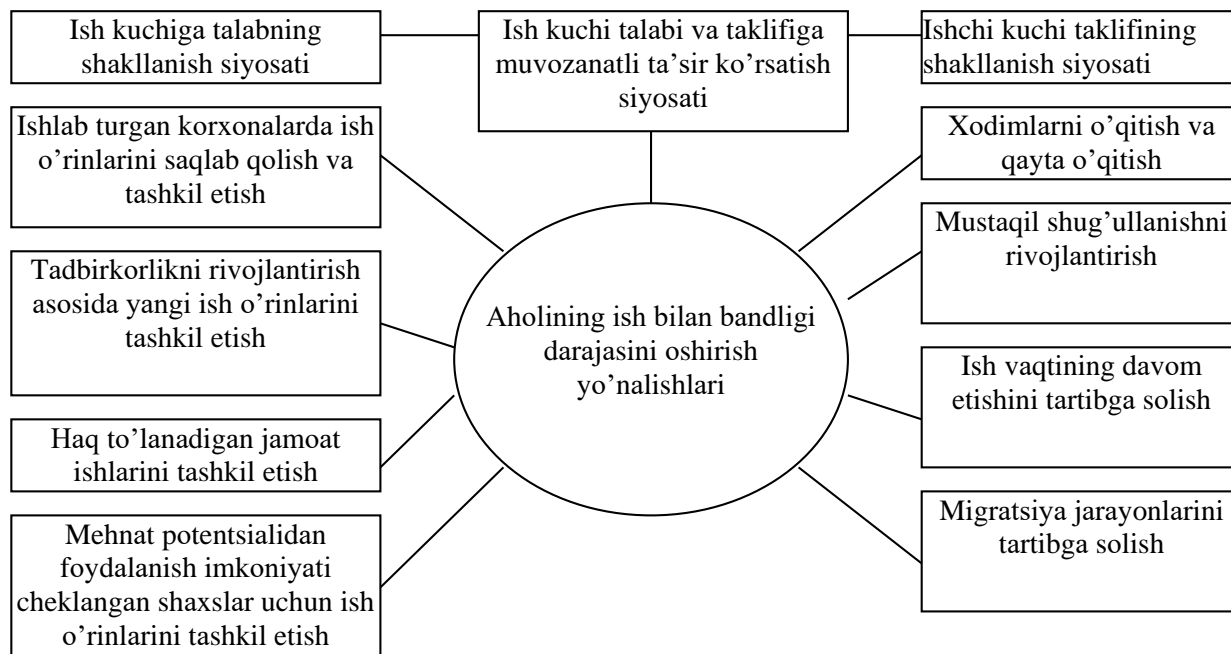 Ish kuchiga talabning
shakllanish siyosati
Ish kuchi talabi va taklifiga
muvozanatli ta’sir ko’rsatish
siyosati
Ishchi kuchi taklifining
shakllanish siyosati
Ishlab turgan korxonalarda ish
o’rinlarini saqlab qolish va
tashkil etish
Tadbirkorlikni rivojlantirish
asosida yangi ish o’rinlarini
tashkil etish
Haq to’lanadigan jamoat
ishlarini tashkil etish
Mehnat potentsialidan
foydalanish imkoniyati
cheklangan shaxslar uchun ish
o’rinlarini tashkil etish
Aholining ish bilan bandligi
darajasini oshirish
yo’nalishlari
Xodimlarni o’qitish va
qayta o’qitish
Mustaqil shug’ullanishni
rivojlantirish
Ish vaqtining davom
etishini tartibga solish
Migratsiya jarayonlarini
tartibga solish